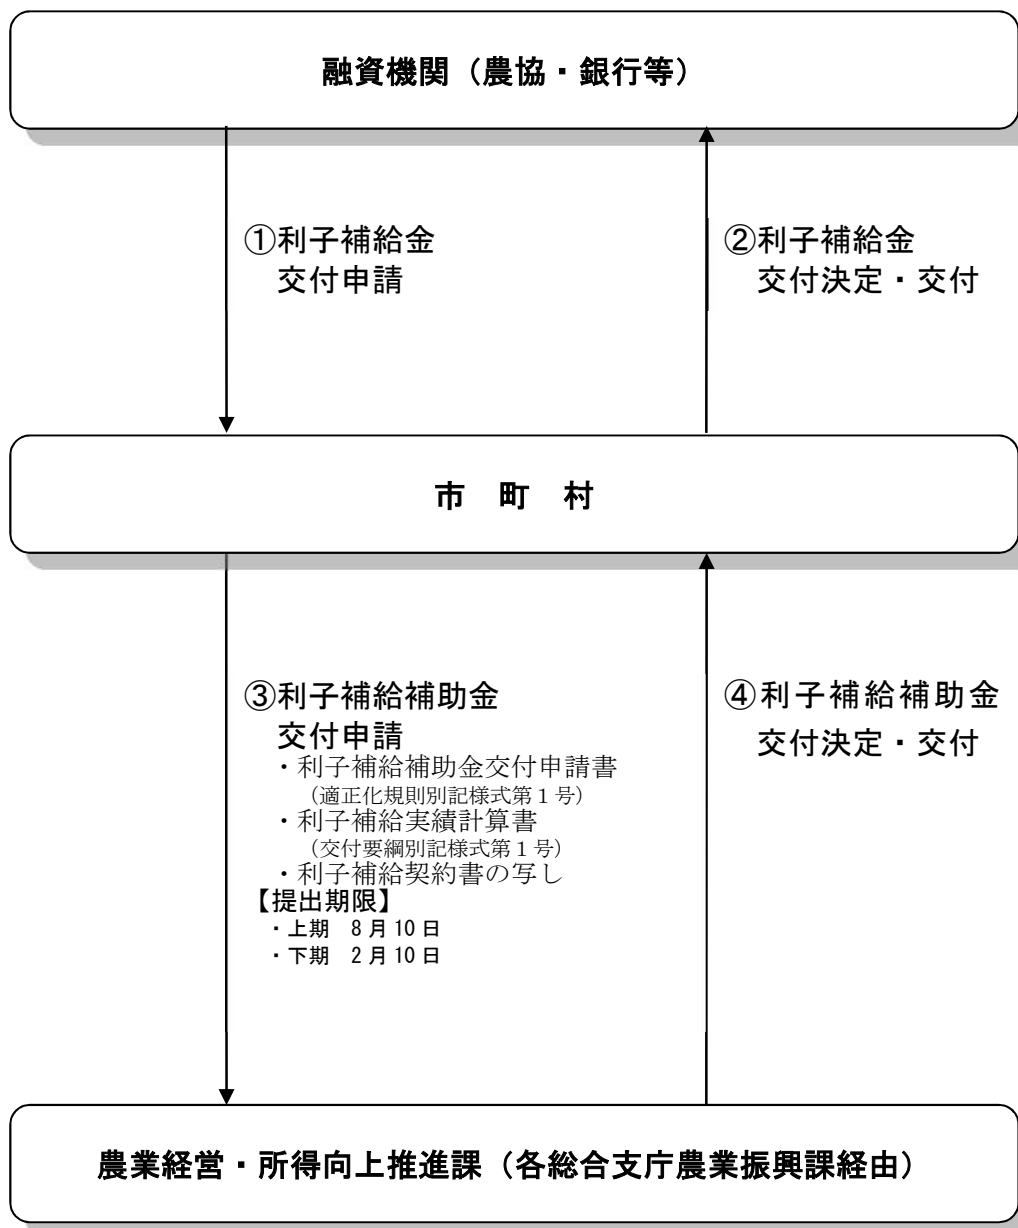 融資機関（農協・銀行等）
①利子補給金
交付申請
②利子補給金
交付決定・交付
市　町　村
③利子補給補助金
交付申請
・利子補給補助金交付申請書
（適正化規則別記様式第１号）
・利子補給実績計算書
（交付要綱別記様式第１号）
・利子補給契約書の写し
【提出期限】
・上期　8月10日
・下期　2月10日
④利子補給補助金
交付決定・交付
農業経営・所得向上推進課（各総合支庁農業振興課経由）